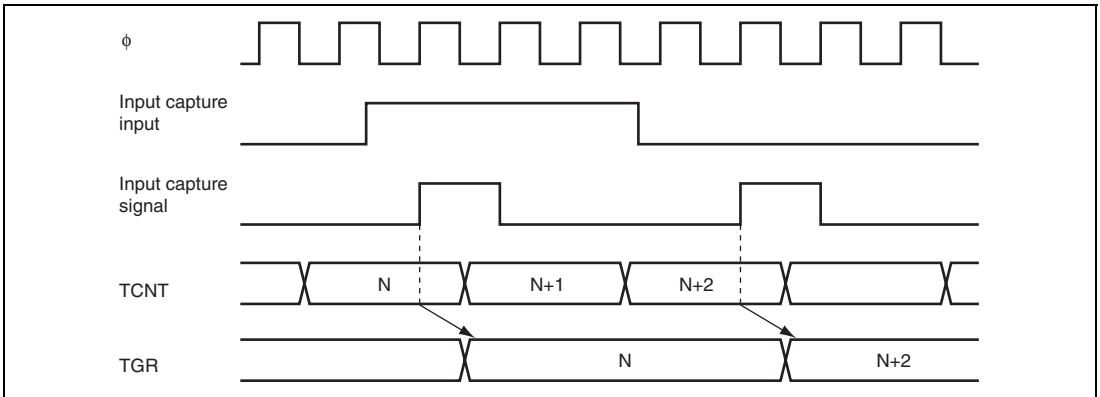 ϕ
Input capture
input
Input capture
signal
TCNT
N
N+1
N+2
TGR
N
N+2